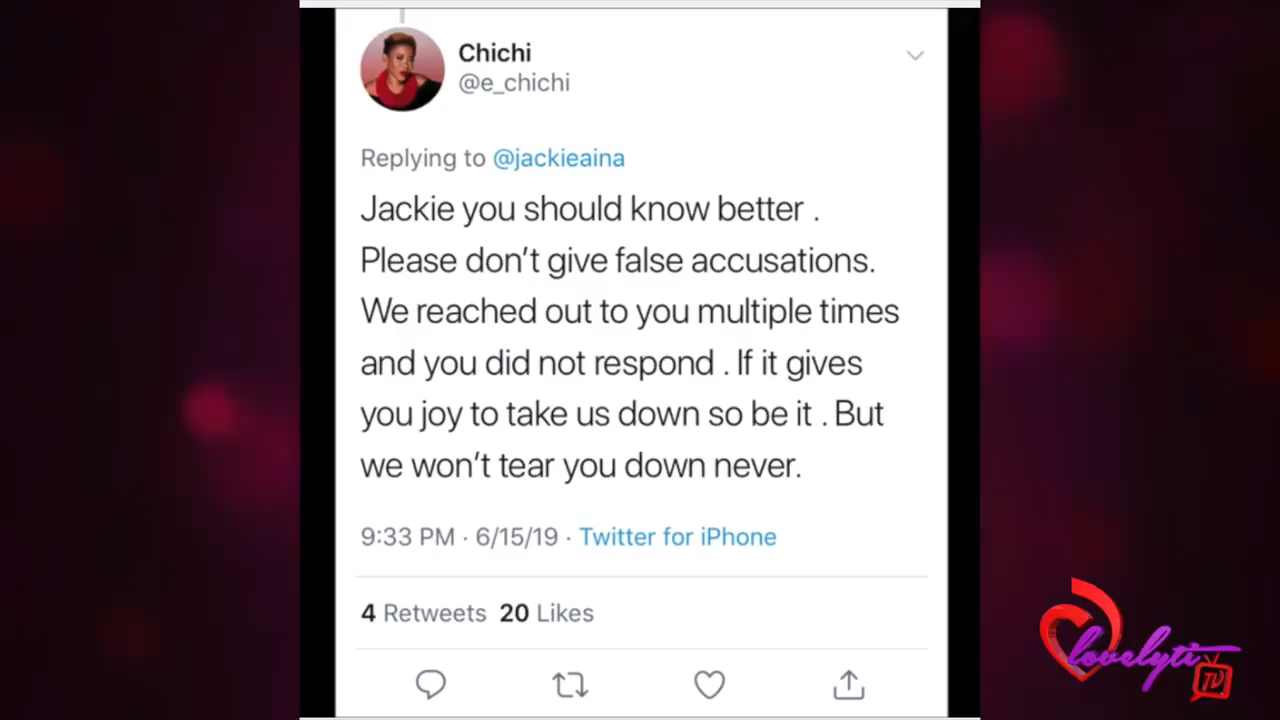 Chichi
@e_chichi
Replying to @jackieaina
Jackie you should know better .
Please don't give false accusations.
We reached out to you multiple times
and you did not respond . If it gives
you joy to take us down so be it . But
we won't tear you down never.
9:33 PM · 6/15/19 · Twitter for iPhone
4 Retweets 20 Likes
lovelyti
TV